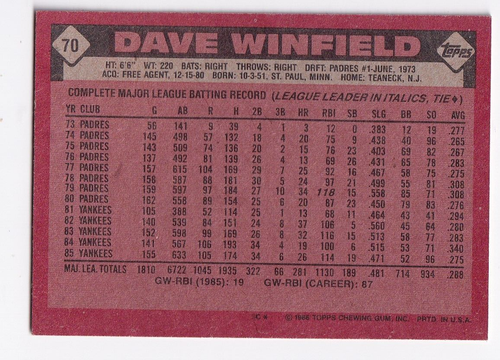 70 DAVE WINFIELD Topps
HT: 6'6" WT: 220 BATS: RIGHT THROWS: RIGHT DRFT: PADRES #1-JUNE, 1973
ACQ: FREE AGENT, 12-15-80 BORN: 10-3-51, ST. PAUL, MINN. HOME: TEANECK, N.J.
COMPLETE MAJOR LEAGUE BATTING RECORD (LEAGUE LEADER IN ITALICS, TIE♦)
YR CLUB G AB R H 2B 3B HR RBI SB SLG BB SO AVG
73 PADRES 56 141 9 39 4 1 3 12 0 .383 12 19 .277
74 PADRES 145 498 57 132 18 4 20 75 9 .438 40 96 .265
75 PADRES 143 509 74 136 20 2 15 76 23 .403 69 82 .267
76 PADRES 137 492 81 139 26 4 13 69 26 .431 65 78 .283
77 PADRES 157 615 104 169 29 7 25 92 16 .467 58 75 .275
78 PADRES 158 587 88 181 30 5 24 97 21 .499 55 81 .308
79 PADRES 159 597 97 184 27 10 34 118 15 .558 85 71 .308
80 PADRES 162 558 89 154 25 6 20 87 23 .450 79 83 .276
81 YANKEES 105 388 52 114 25 1 13 68 11 .464 43 41 .294
82 YANKEES 140 539 84 151 24 8 37 106 5 .560 45 64 .280
83 YANKEES 152 598 99 169 26 8 32 116 15 .513 58 77 .283
84 YANKEES 141 567 106 193 34 4 19 100 6 .515 53 71 .340
85 YANKEES 155 633 105 174 34 6 26 114 19 .471 52 96 .275
MAJ. LEA. TOTALS 1810 6722 1045 1935 322 66 281 1130 189 .481 714 934 .288
GW-RBI (1985): 19 GW-RBI (CAREER): 67
© 1986 TOPPS CHEWING GUM, INC. PRTD. IN U.S.A.